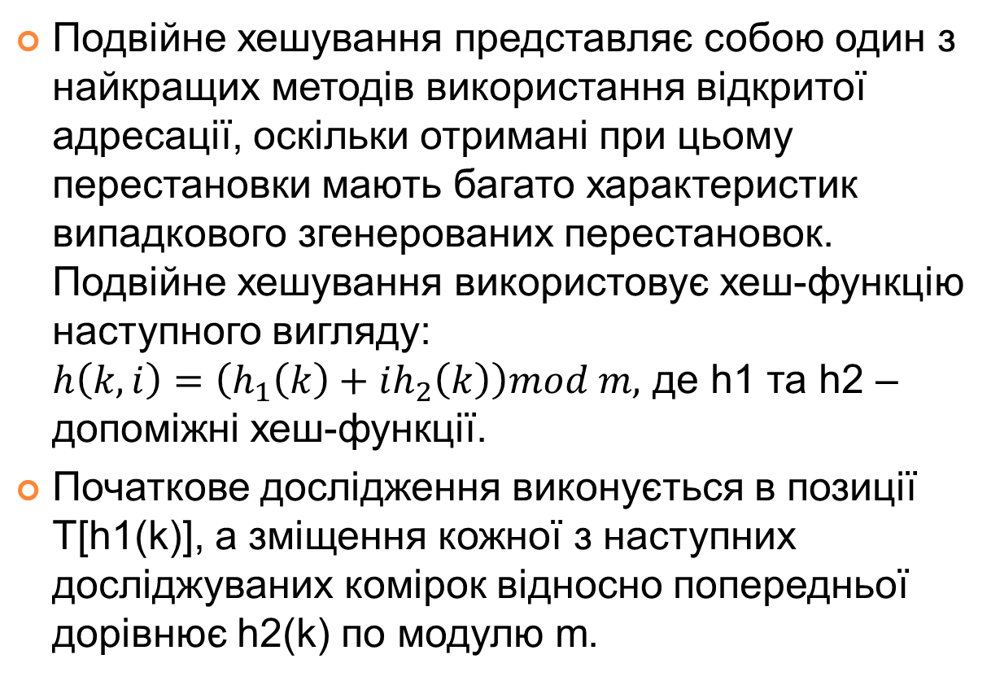 Подвійне хешування представляє собою один з
найкращих методів використання відкритої
адресації, оскільки отримані при цьому
перестановки мають багато характеристик
випадкового згенерованих перестановок.
Подвійне хешування використовує хеш-функцію
наступного вигляду:
h(k, i) = (h₁(k) + ih₂(k))mod m, де h1 та h2 –
допоміжні хеш-функції.
Початкове дослідження виконується в позиції
T[h1(k)], а зміщення кожної з наступних
досліджуваних комірок відносно попередньої
дорівнює h2(k) по модулю m.